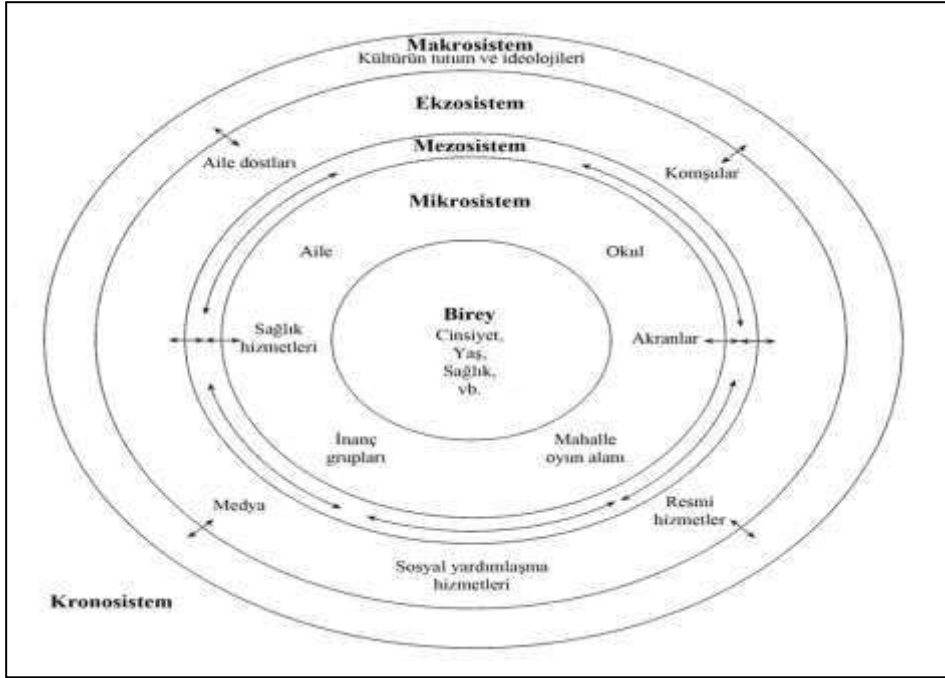 Makrosistem
Kültürün tutum ve ideolojileri
Ekzosistem
Mezosistem
Aile dostları
Komşular
Mikrosistem
Aile
Okul
Birey
Cinsiyet,
Yaş,
Sağlık,
vb.
Sağlık
hizmetleri
Akranlar
İnanç
grupları
Mahalle
oyun alanı
Medya
Resmi
hizmetler
Sosyal yardımlaşma
hizmetleri
Kronosistem